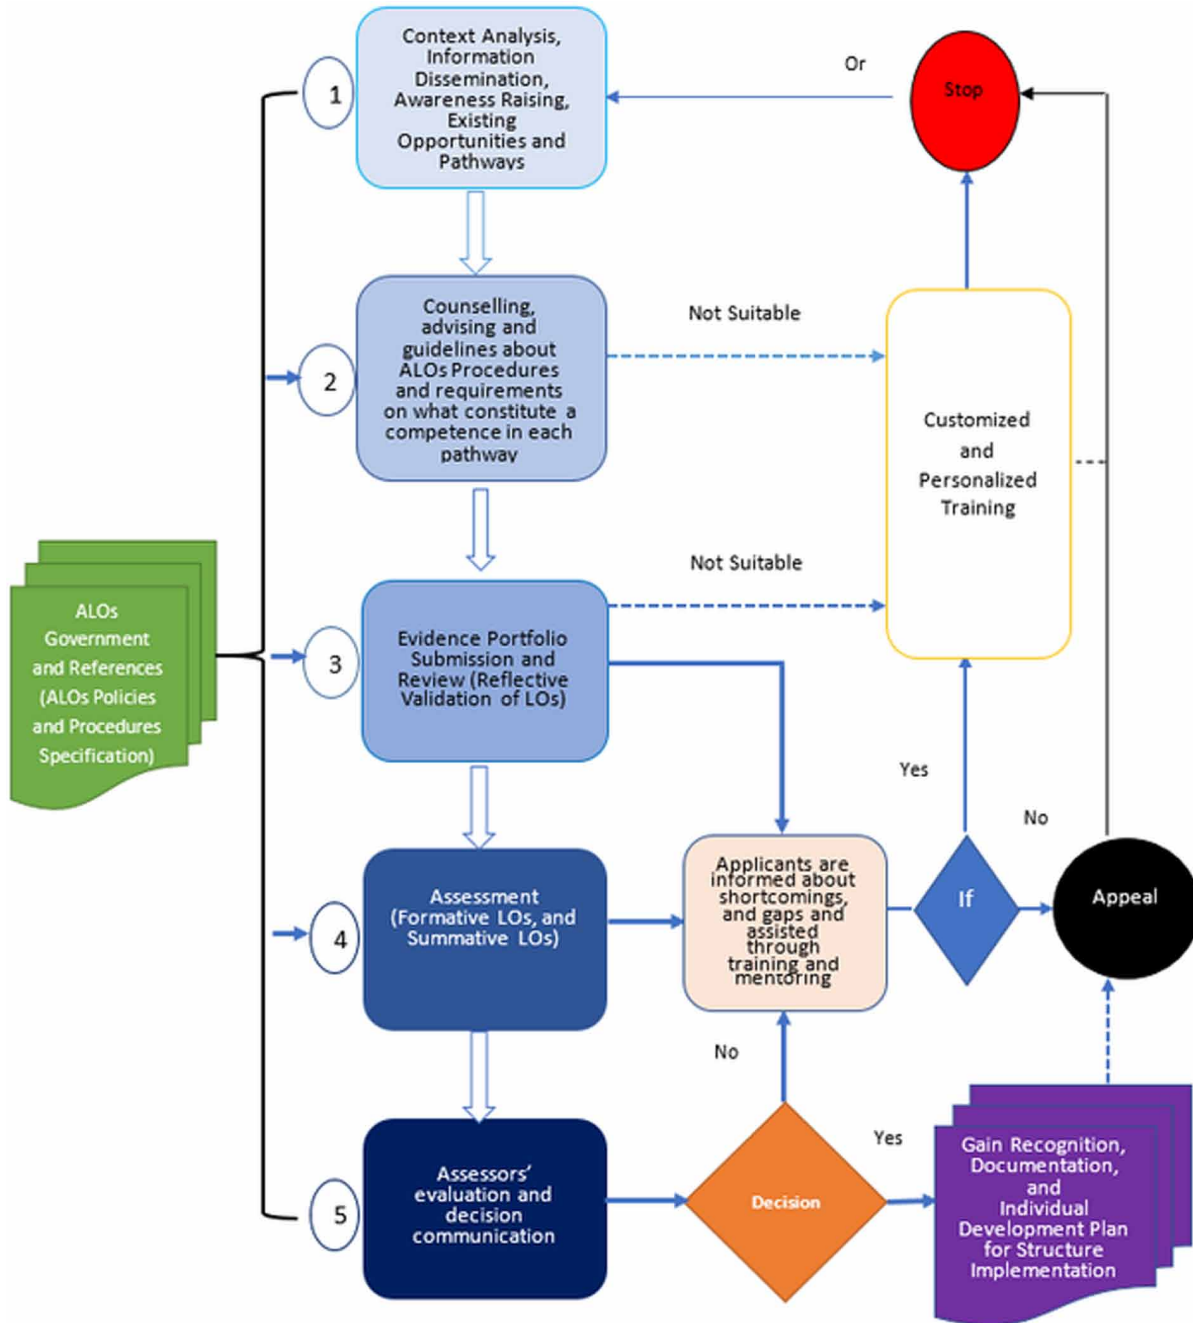 Context Analysis,
Information
Dissemination,
Awareness Raising,
Existing
Opportunities and
Pathways
1
Or
Stop
Counselling,
advising and
guidelines about
ALOs Procedures
and requirements
on what constitute a
competence in each
pathway
2
Not Suitable
Customized
and
Personalized
Training
ALOs
Government
and References
(ALOs Policies
and Procedures
Specification)
3
Evidence Portfolio
Submission and
Review (Reflective
Validation of LOs)
Not Suitable
Yes
No
4
Assessment
(Formative LOs, and
Summative LOs)
Applicants are
informed about
shortcomings,
and gaps and
assisted
through
training and
mentoring
If
Appeal
No
5
Assessors’
evaluation and
decision
communication
Decision
Yes
Gain Recognition,
Documentation,
and
Individual
Development Plan
for Structure
Implementation